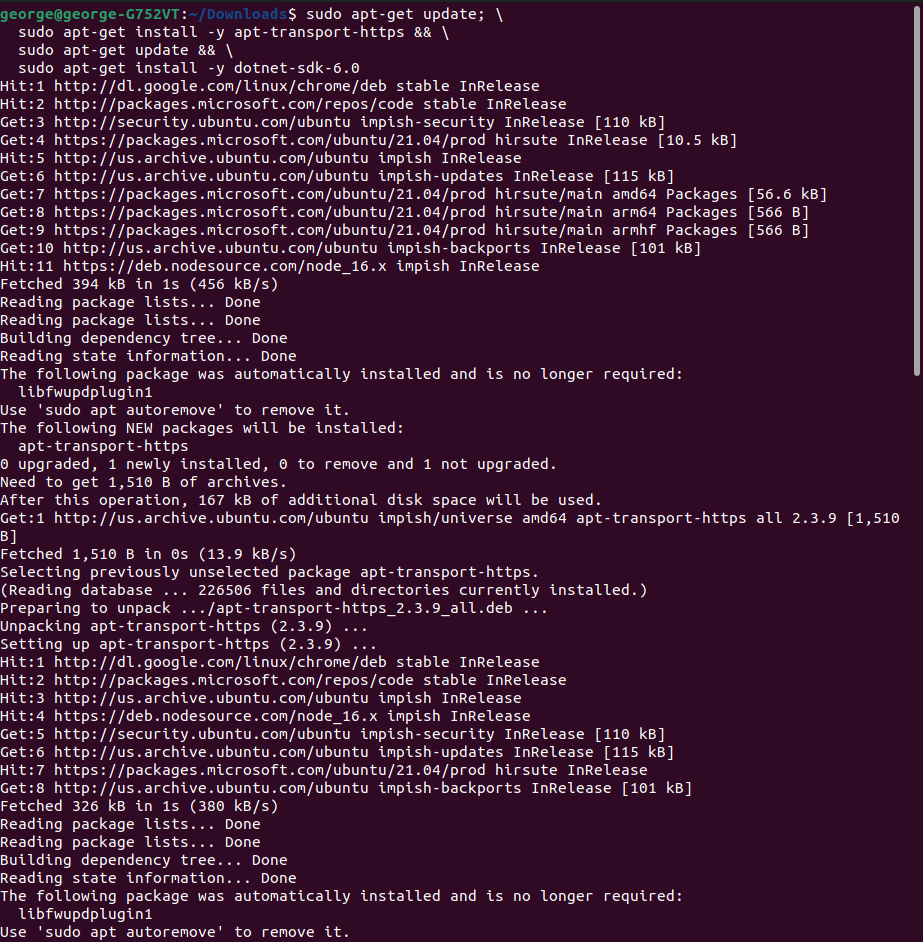 george@george-G752VT:~/Downloads$ sudo apt-get update; \
  sudo apt-get install -y apt-transport-https && \
  sudo apt-get update && \
  sudo apt-get install -y dotnet-sdk-6.0
Hit:1 http://dl.google.com/linux/chrome/deb stable InRelease
Hit:2 http://packages.microsoft.com/repos/code stable InRelease
Get:3 http://security.ubuntu.com/ubuntu impish-security InRelease [110 kB]
Get:4 https://packages.microsoft.com/ubuntu/21.04/prod hirsute InRelease [10.5 kB]
Hit:5 http://us.archive.ubuntu.com/ubuntu impish InRelease
Get:6 http://us.archive.ubuntu.com/ubuntu impish-updates InRelease [115 kB]
Get:7 https://packages.microsoft.com/ubuntu/21.04/prod hirsute/main amd64 Packages [56.6 kB]
Get:8 https://packages.microsoft.com/ubuntu/21.04/prod hirsute/main arm64 Packages [566 B]
Get:9 https://packages.microsoft.com/ubuntu/21.04/prod hirsute/main armhf Packages [566 B]
Get:10 http://us.archive.ubuntu.com/ubuntu impish-backports InRelease [101 kB]
Hit:11 https://deb.nodesource.com/node_16.x impish InRelease
Fetched 394 kB in 1s (456 kB/s)
Reading package lists... Done
Reading package lists... Done
Building dependency tree... Done
Reading state information... Done
The following package was automatically installed and is no longer required:
  libfwupdplugin1
Use 'sudo apt autoremove' to remove it.
The following NEW packages will be installed:
  apt-transport-https
0 upgraded, 1 newly installed, 0 to remove and 1 not upgraded.
Need to get 1,510 B of archives.
After this operation, 167 kB of additional disk space will be used.
Get:1 http://us.archive.ubuntu.com/ubuntu impish/universe amd64 apt-transport-https all 2.3.9 [1,510
B]
Fetched 1,510 B in 0s (13.9 kB/s)
Selecting previously unselected package apt-transport-https.
(Reading database ... 226506 files and directories currently installed.)
Preparing to unpack .../apt-transport-https_2.3.9_all.deb ...
Unpacking apt-transport-https (2.3.9) ...
Setting up apt-transport-https (2.3.9) ...
Hit:1 http://dl.google.com/linux/chrome/deb stable InRelease
Hit:2 http://packages.microsoft.com/repos/code stable InRelease
Hit:3 http://us.archive.ubuntu.com/ubuntu impish InRelease
Hit:4 https://deb.nodesource.com/node_16.x impish InRelease
Get:5 http://security.ubuntu.com/ubuntu impish-security InRelease [110 kB]
Get:6 http://us.archive.ubuntu.com/ubuntu impish-updates InRelease [115 kB]
Hit:7 https://packages.microsoft.com/ubuntu/21.04/prod hirsute InRelease
Get:8 http://us.archive.ubuntu.com/ubuntu impish-backports InRelease [101 kB]
Fetched 326 kB in 1s (380 kB/s)
Reading package lists... Done
Reading package lists... Done
Building dependency tree... Done
Reading state information... Done
The following package was automatically installed and is no longer required:
  libfwupdplugin1
Use 'sudo apt autoremove' to remove it.